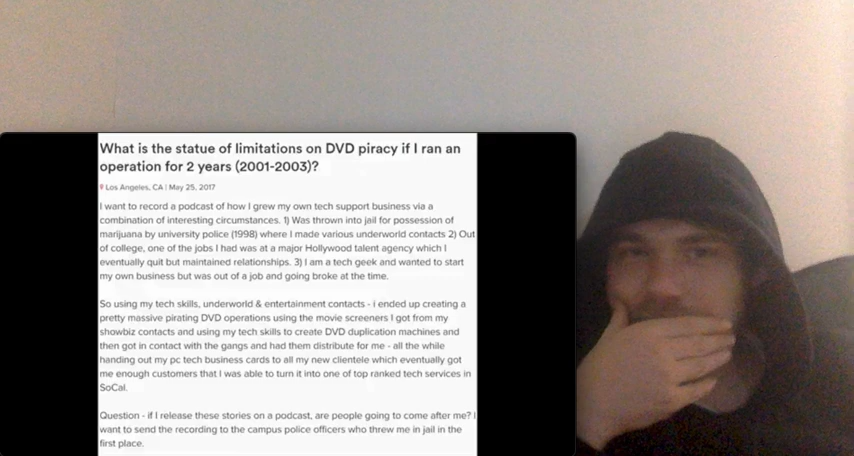 What is the statue of limitations on DVD piracy if I ran an
operation for 2 years (2001-2003)?
Los Angeles, CA | May 25, 2017
I want to record a podcast of how I grew my own tech support business via a
combination of interesting circumstances. 1) Was thrown into jail for possession of
marijuana by university police (1998) where I made various underworld contacts 2) Out
of college, one of the jobs I had was at a major Hollywood talent agency which I
eventually quit but maintained relationships. 3) I am a tech geek and wanted to start
my own business but was out of a job and going broke at the time.
So using my tech skills, underworld & entertainment contacts - i ended up creating a
pretty massive pirating DVD operations using the movie screeners I got from my
showbiz contacts and using my tech skills to create DVD duplication machines and
then got in contact with the gangs and had them distribute for me - all the while
handing out my pc tech business cards to all my new clientele which eventually got
me enough customers that I was able to turn it into one of top ranked tech services in
SoCal.
Question - if I release these stories on a podcast, are people going to come after me? I
want to send the recording to the campus police officers who threw me in jail in the
first place.